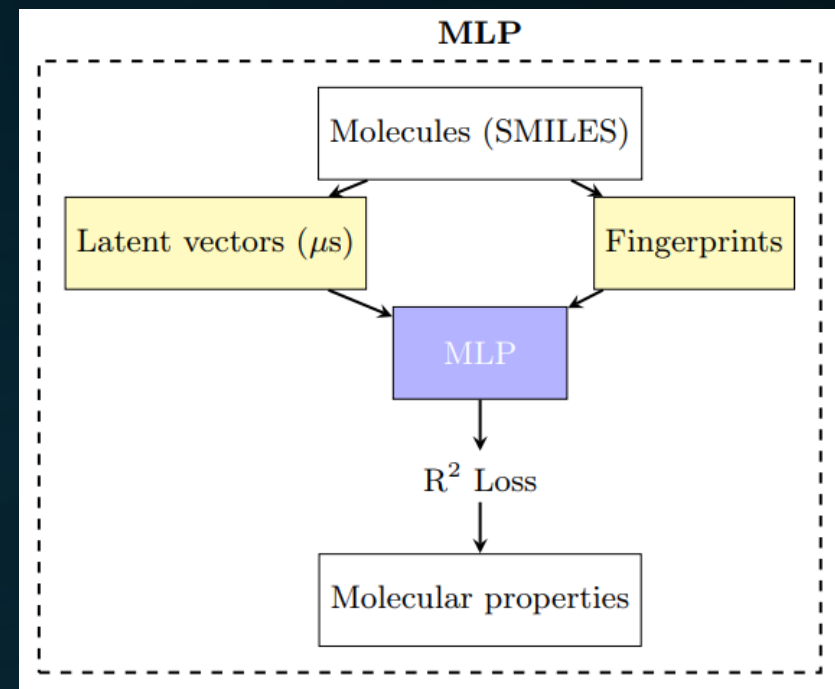 MLP
Molecules (SMILES)
Latent vectors (μs)
Fingerprints
MLP
R² Loss
Molecular properties